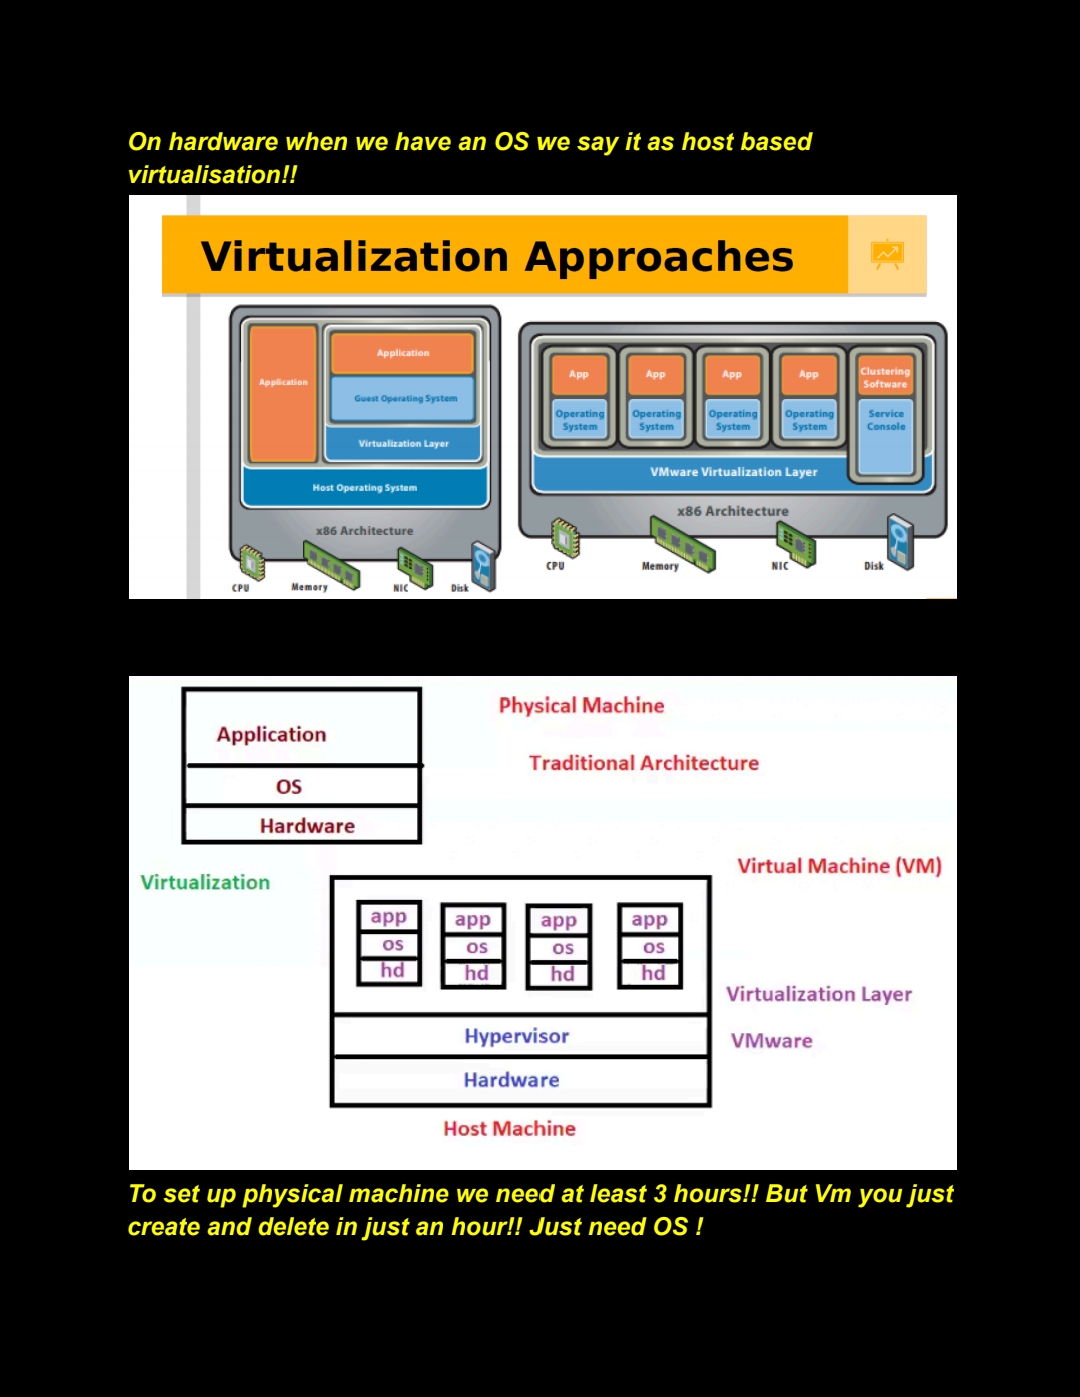 On hardware when we have an OS we say it as host based
virtualisation!!
Virtualization Approaches
Application
Application
Guest Operating System
Virtualization Layer
Host Operating System
x86 Architecture
CPU
Memory
NIC
Disk
App
App
App
App
Clustering
Software
Operating
System
Operating
System
Operating
System
Operating
System
Service
Console
VMware Virtualization Layer
x86 Architecture
CPU
Memory
NIC
Disk
Application
OS
Hardware
Physical Machine
Traditional Architecture
Virtual Machine (VM)
Virtualization
app
os
hd
app
os
hd
app
os
hd
app
os
hd
Virtualization Layer
Hypervisor
VMware
Hardware
Host Machine
To set up physical machine we need at least 3 hours!! But Vm you just
create and delete in just an hour!! Just need OS !